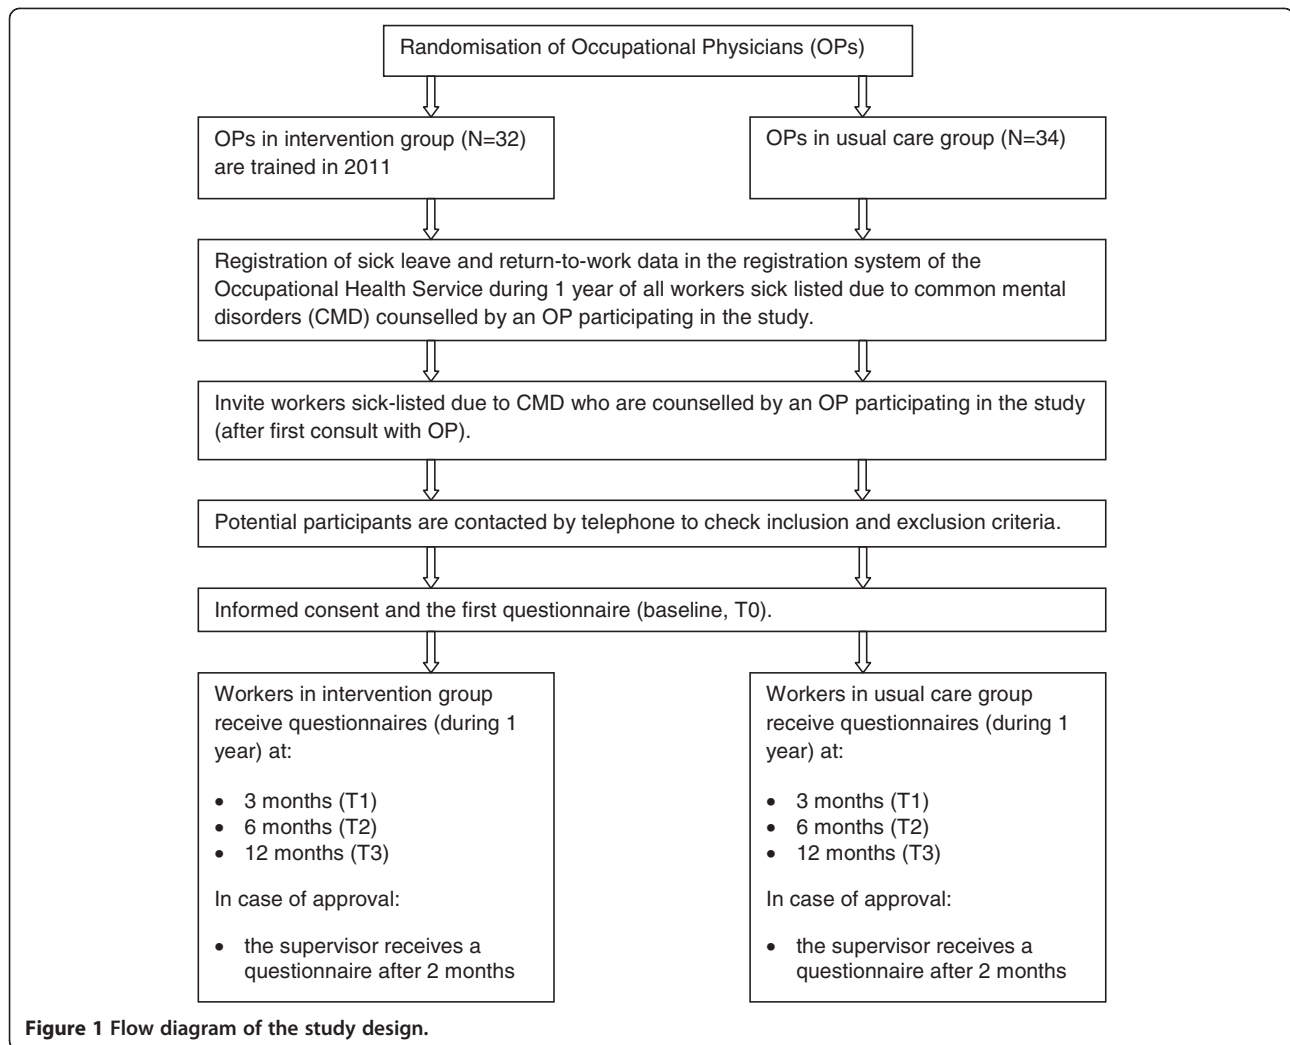 Randomisation of Occupational Physicians (OPs)
OPs in intervention group (N=32)
are trained in 2011
OPs in usual care group (N=34)
Registration of sick leave and return-to-work data in the registration system of the
Occupational Health Service during 1 year of all workers sick listed due to common mental
disorders (CMD) counselled by an OP participating in the study.
Invite workers sick-listed due to CMD who are counselled by an OP participating in the study
(after first consult with OP).
Potential participants are contacted by telephone to check inclusion and exclusion criteria.
Informed consent and the first questionnaire (baseline, T0).
Workers in intervention group
receive questionnaires (during 1
year) at:
• 3 months (T1)
• 6 months (T2)
• 12 months (T3)
In case of approval:
• the supervisor receives a
questionnaire after 2 months
Workers in usual care group
receive questionnaires (during 1
year) at:
• 3 months (T1)
• 6 months (T2)
• 12 months (T3)
In case of approval:
• the supervisor receives a
questionnaire after 2 months
Figure 1 Flow diagram of the study design.